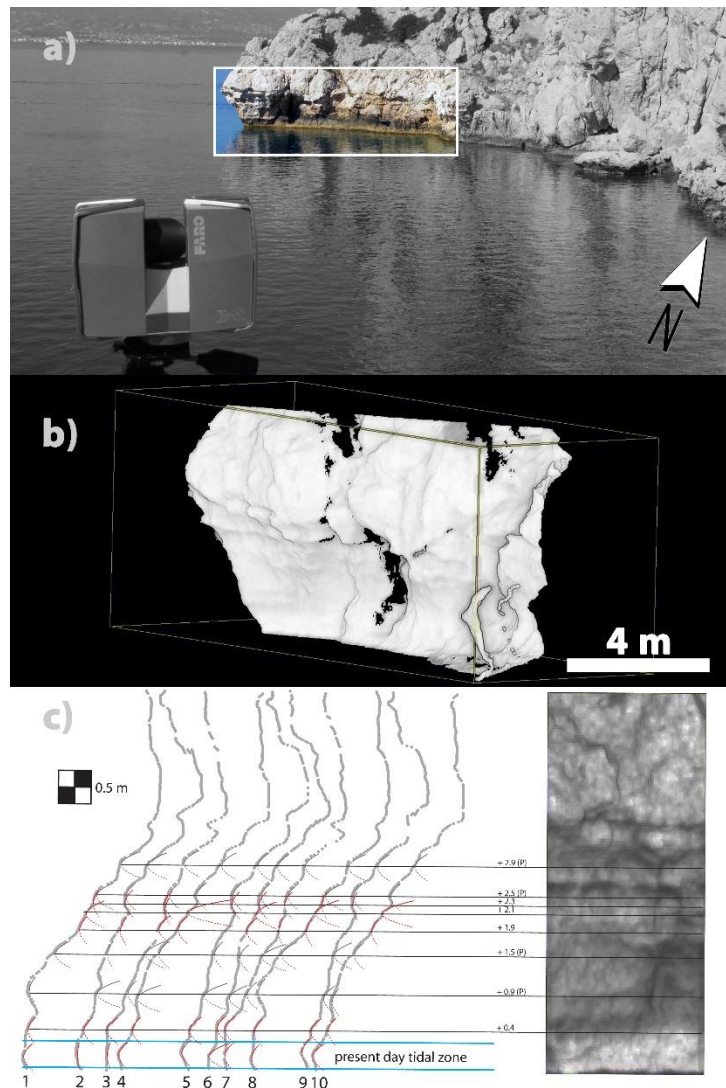 a)
FARO
N
b)
4 m
c)
0.5 m
+ 2.9 (P)
+ 2.5 (P)
+ 2.3
+ 2.1
+ 1.9
+ 1.5 (P)
+ 0.9 (P)
+ 0.4
present day tidal zone
1 2 3 4 5 6 7 8 9 10